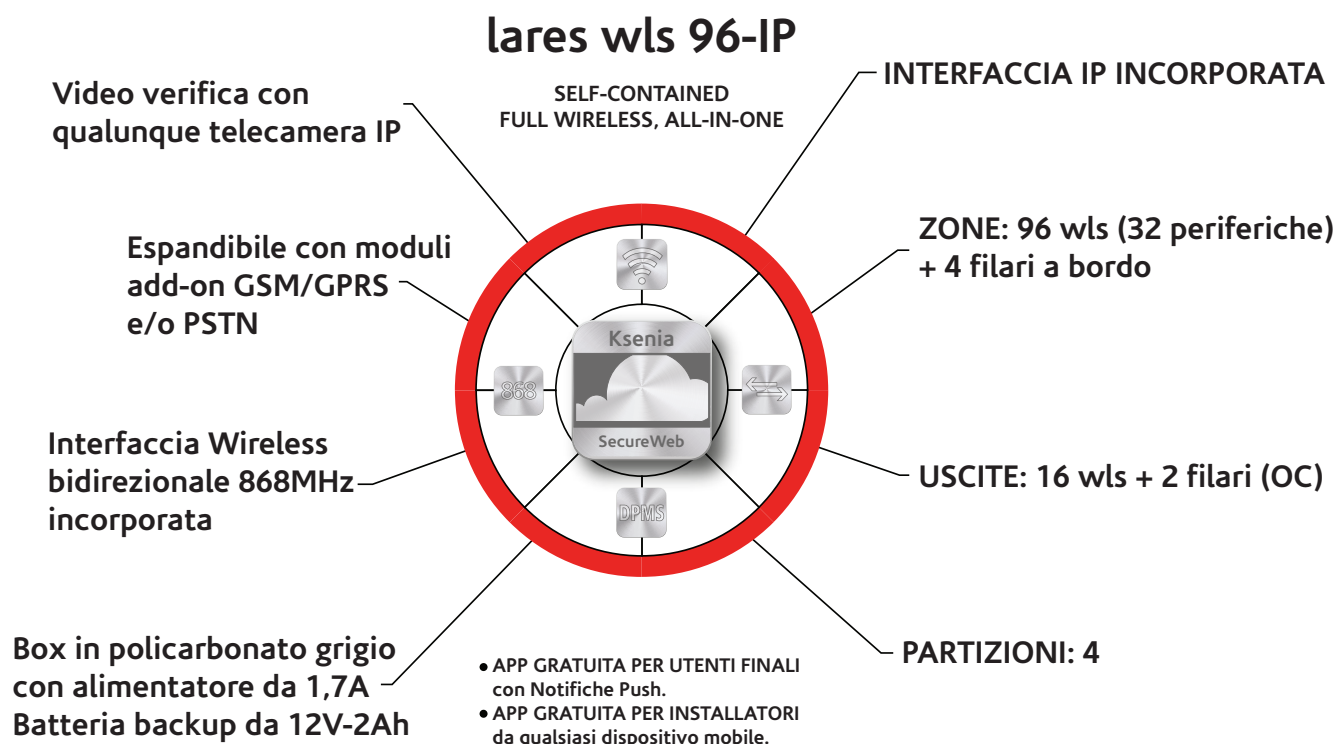 lares wls 96-IP
SELF-CONTAINED
FULL WIRELESS, ALL-IN-ONE
Video verifica con
qualunque telecamera IP
Espandibile con moduli
add-on GSM/GPRS
e/o PSTN
Interfaccia Wireless
bidirezionale 868MHz
incorporata
Box in policarbonato grigio
con alimentatore da 1,7A
Batteria backup da 12V-2Ah
INTERFACCIA IP INCORPORATA
ZONE: 96 wls (32 periferiche)
+ 4 filari a bordo
USCITE: 16 wls + 2 filari (OC)
PARTIZIONI: 4
Ksenia
SecureWeb
868
DPMS
• APP GRATUITA PER UTENTI FINALI
con Notifiche Push.
• APP GRATUITA PER INSTALLATORI
da qualsiasi dispositivo mobile.